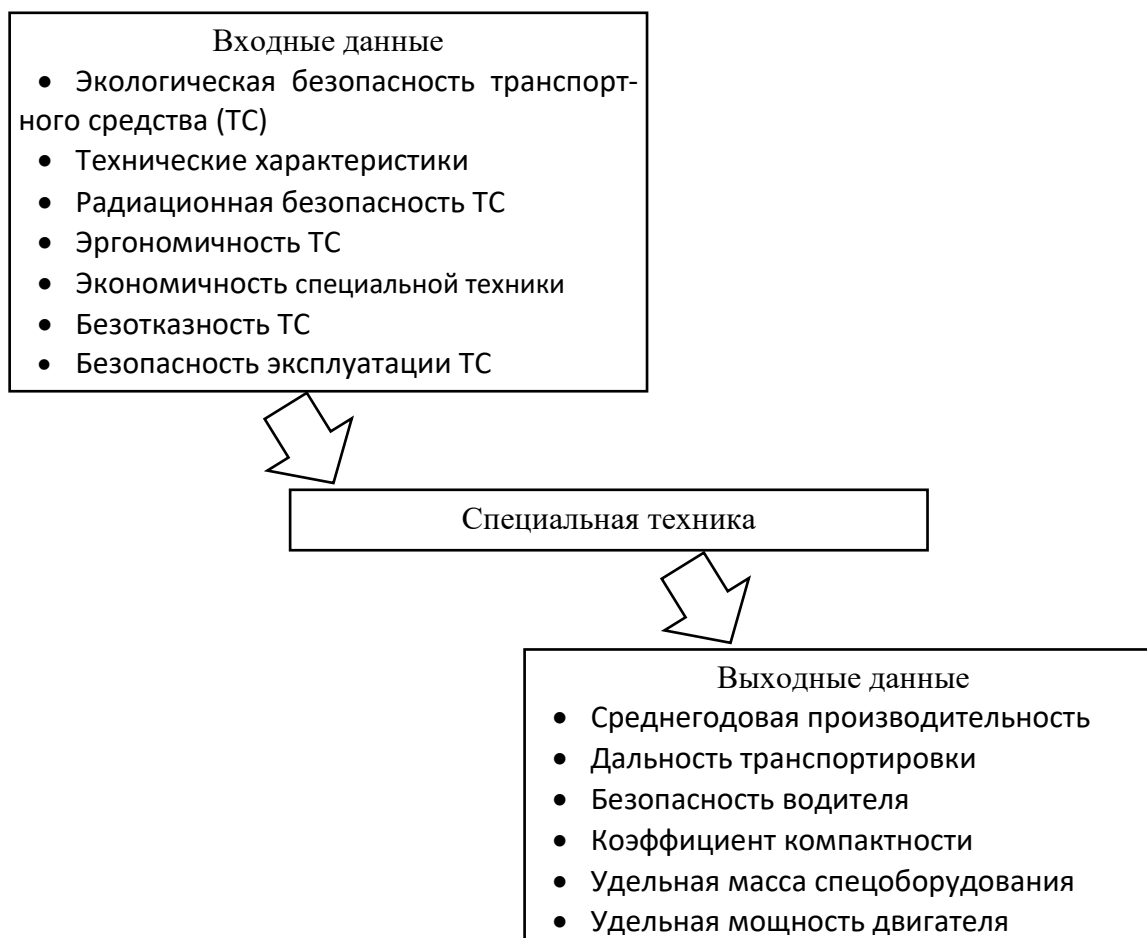 Входные данные
• Экологическая безопасность транспорт-
ного средства (ТС)
• Технические характеристики
• Радиационная безопасность ТС
• Эргономичность ТС
• Экономичность специальной техники
• Безотказность ТС
• Безопасность эксплуатации ТС
Специальная техника
Выходные данные
• Среднегодовая производительность
• Дальность транспортировки
• Безопасность водителя
• Коэффициент компактности
• Удельная масса спецоборудования
• Удельная мощность двигателя